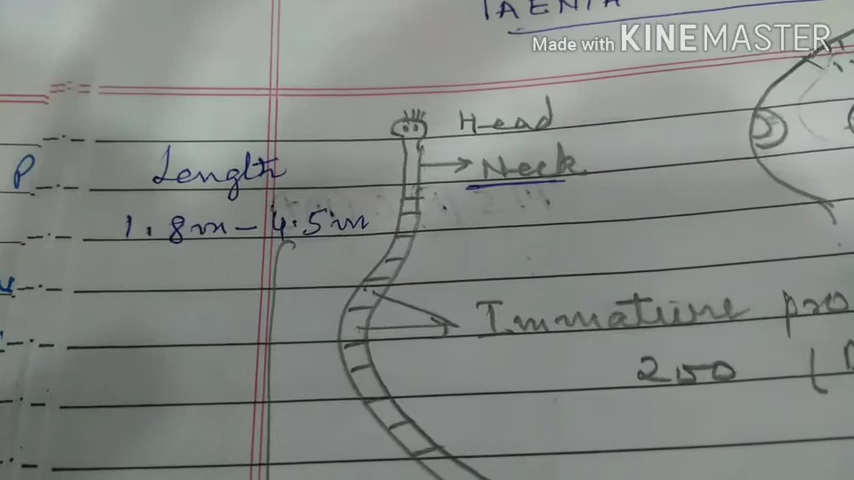 TAENIA
Made with KINEMASTER
Head
P Length
Neck
1.8m – 4.5m
Immature pro
250 (